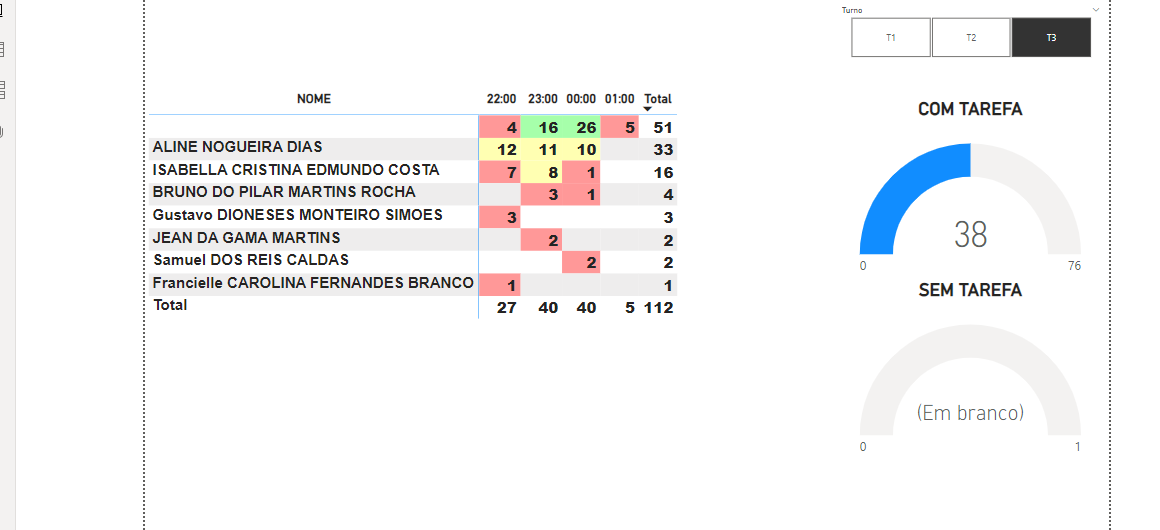 Turno
T1 T2 T3
NOME 22:00 23:00 00:00 01:00 Total
4 16 26 5 51
ALINE NOGUEIRA DIAS 12 11 10 33
ISABELLA CRISTINA EDMUNDO COSTA 7 8 1 16
BRUNO DO PILAR MARTINS ROCHA 3 1 4
Gustavo DIONESES MONTEIRO SIMOES 3 3
JEAN DA GAMA MARTINS 2 2
Samuel DOS REIS CALDAS 2 2
Francielle CAROLINA FERNANDES BRANCO 1 1
Total 27 40 40 5 112
COM TAREFA
38
0 76
SEM TAREFA
(Em branco)
0 1